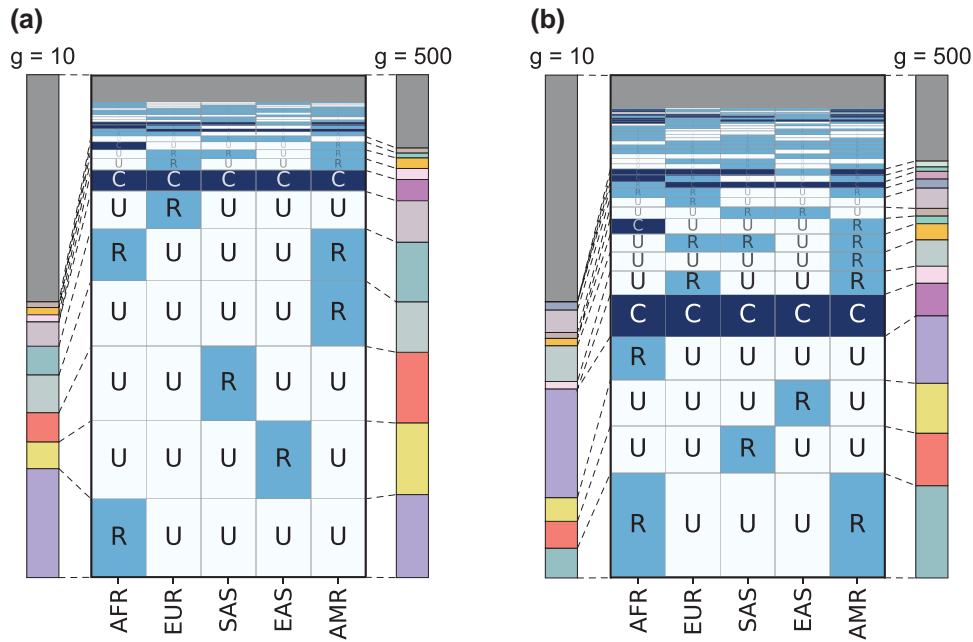 (a)
g = 10 g = 500
U R U U R
C C C C C
U R U U U
R U U U R
U U U U R
U U R U U
U U U R U
R U U U U
AFR EUR SAS EAS AMR
(b)
g = 10 g = 500
U U R R R
C U U U R
U R R U R
U U U U R
U R U U R
C C C C C
R U U U U
U U U R U
U U R U U
R U U U R
AFR EUR SAS EAS AMR